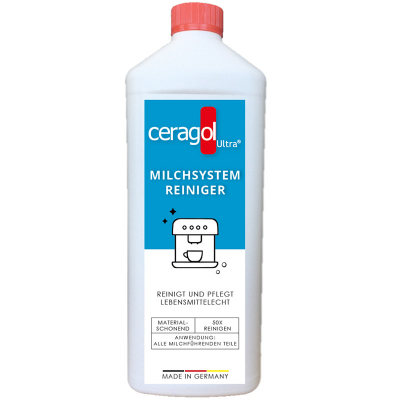 ceragol
Ultra®
MILCHSYSTEM
REINIGER
REINIGT UND PFLEGT
LEBENSMITTELECHT
MATERIAL-
SCHONEND
50X
REINIGEN
ANWENDUNG:
ALLE MILCHFÜHRENDEN TEILE
MADE IN GERMANY